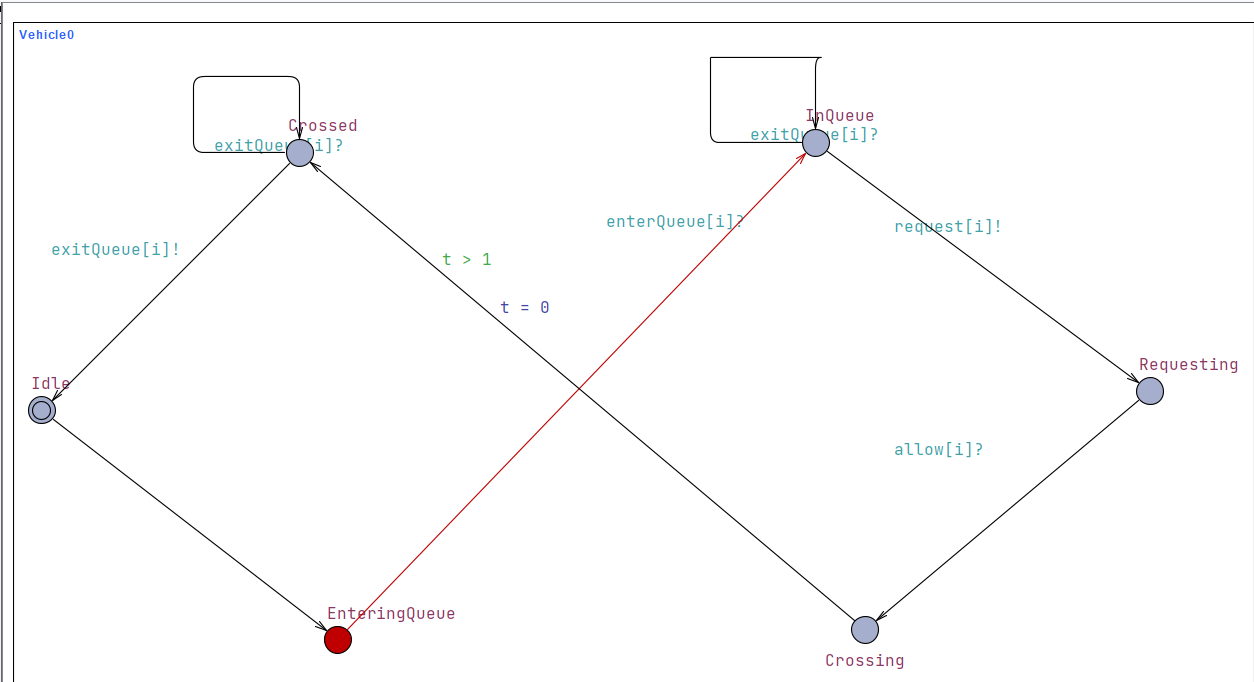 Vehicle0
Crossed
exitQueue[i]?
InQueue
exitQueue[i]?
enterQueue[i]?
request[i]!
exitQueue[i]!
t > 1
t = 0
Requesting
Idle
allow[i]?
EnteringQueue
Crossing